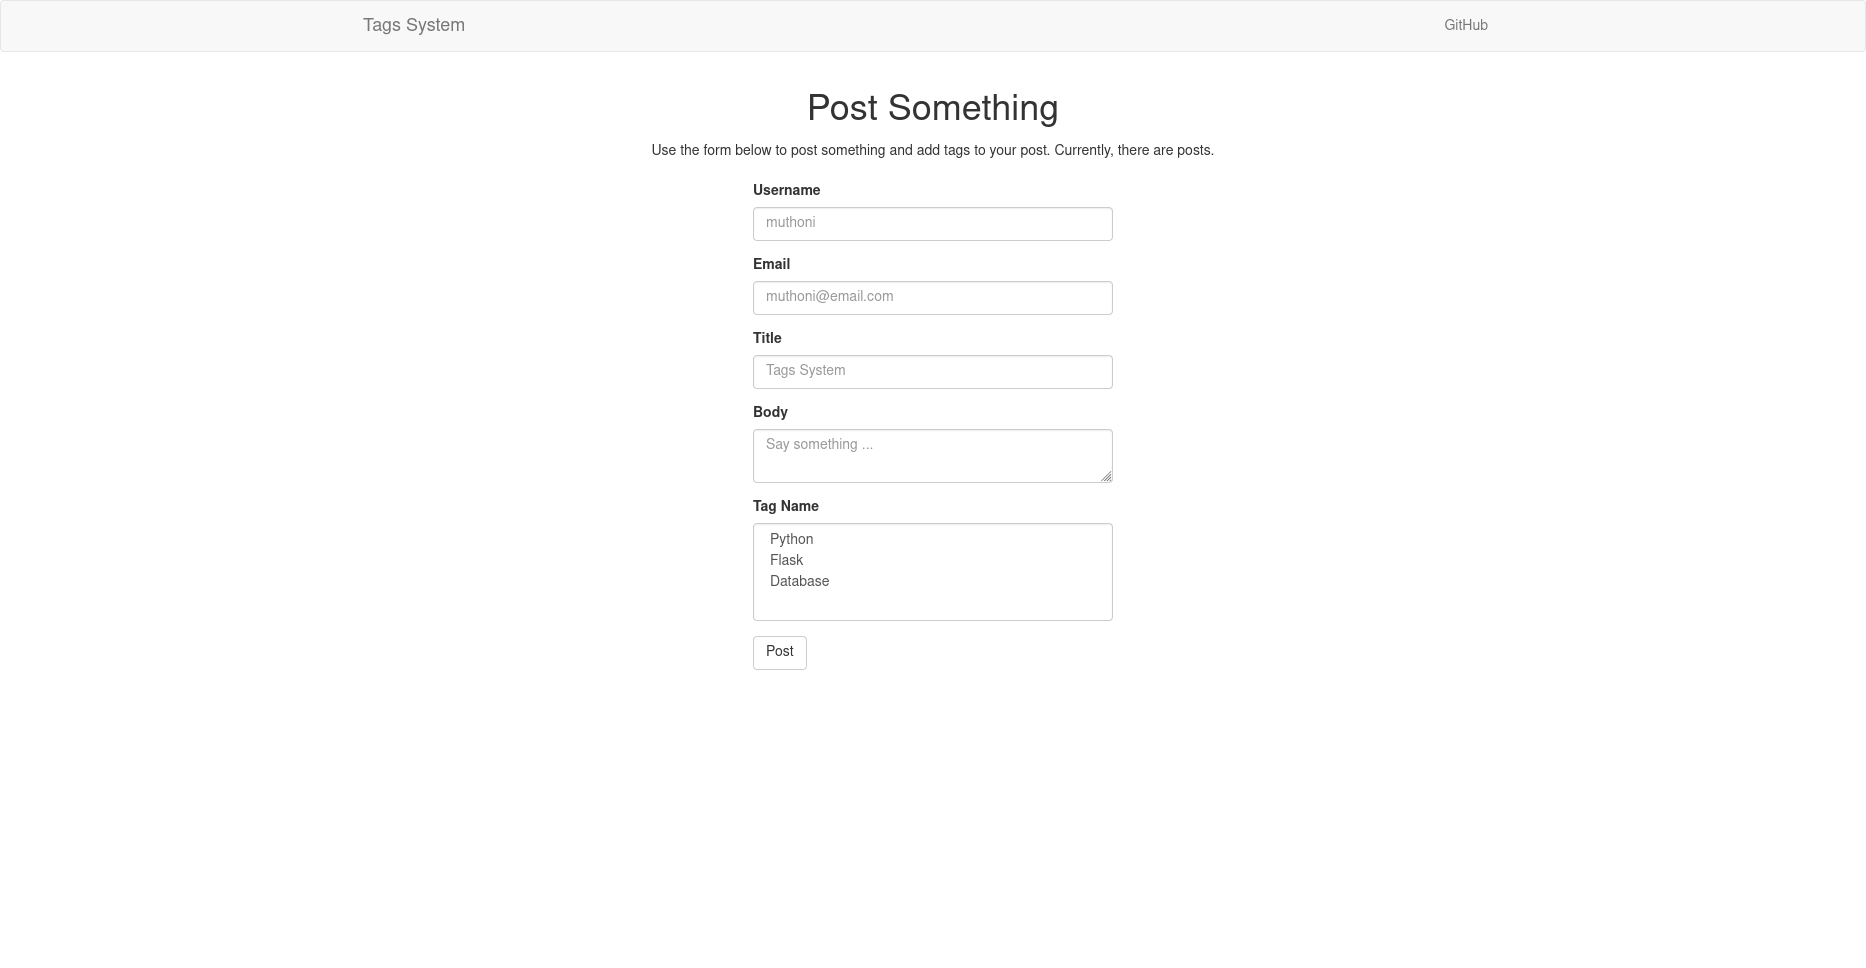 Tags System
GitHub
Post Something
Use the form below to post something and add tags to your post. Currently, there are posts.
Username
muthoni
Email
muthoni@email.com
Title
Tags System
Body
Say something ...
Tag Name
Python
Flask
Database
Post